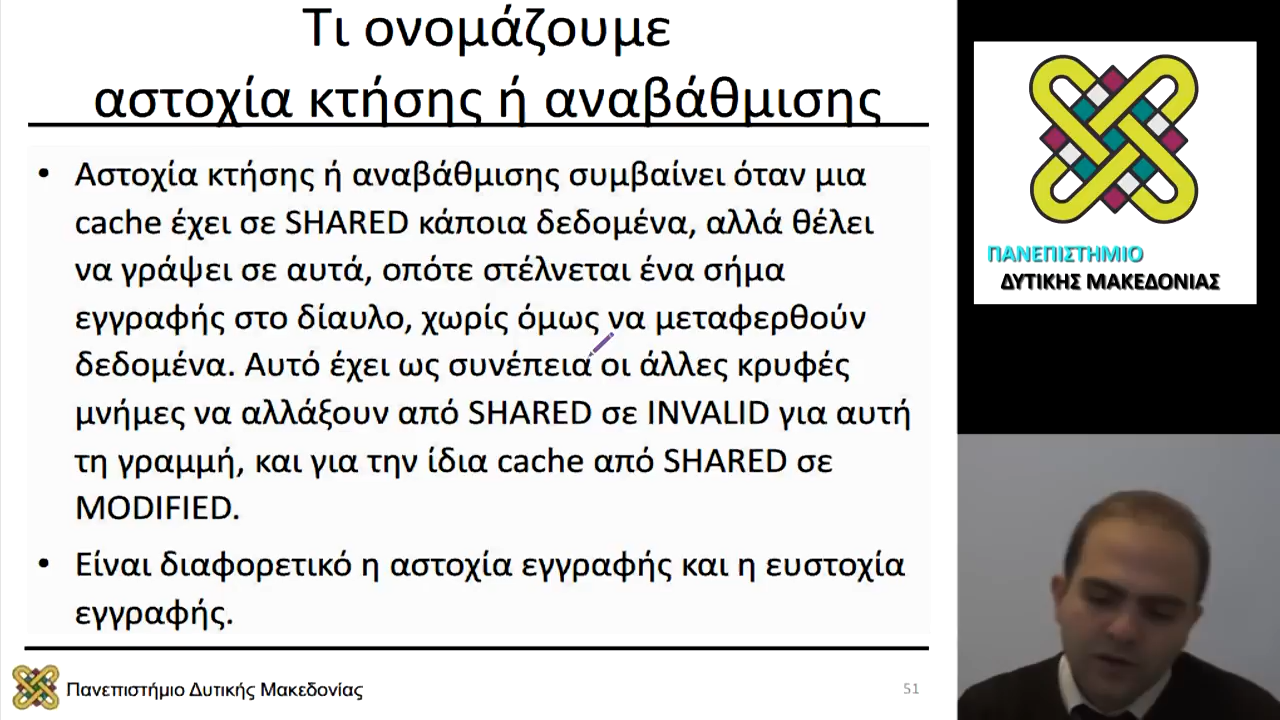 Τι ονομάζουμε
αστοχία κτήσης ή αναβάθμισης
• Αστοχία κτήσης ή αναβάθμισης συμβαίνει όταν μια
cache έχει σε SHARED κάποια δεδομένα, αλλά θέλει
να γράψει σε αυτά, οπότε στέλνεται ένα σήμα
εγγραφής στο δίαυλο, χωρίς όμως να μεταφερθούν
δεδομένα. Αυτό έχει ως συνέπεια οι άλλες κρυφές
μνήμες να αλλάξουν από SHARED σε INVALID για αυτή
τη γραμμή, και για την ίδια cache από SHARED σε
MODIFIED.
• Είναι διαφορετικό η αστοχία εγγραφής και η ευστοχία
εγγραφής.
Πανεπιστήμιο Δυτικής Μακεδονίας
51
ΠΑΝΕΠΙΣΤΗΜΙΟ
ΔΥΤΙΚΗΣ ΜΑΚΕΔΟΝΙΑΣ